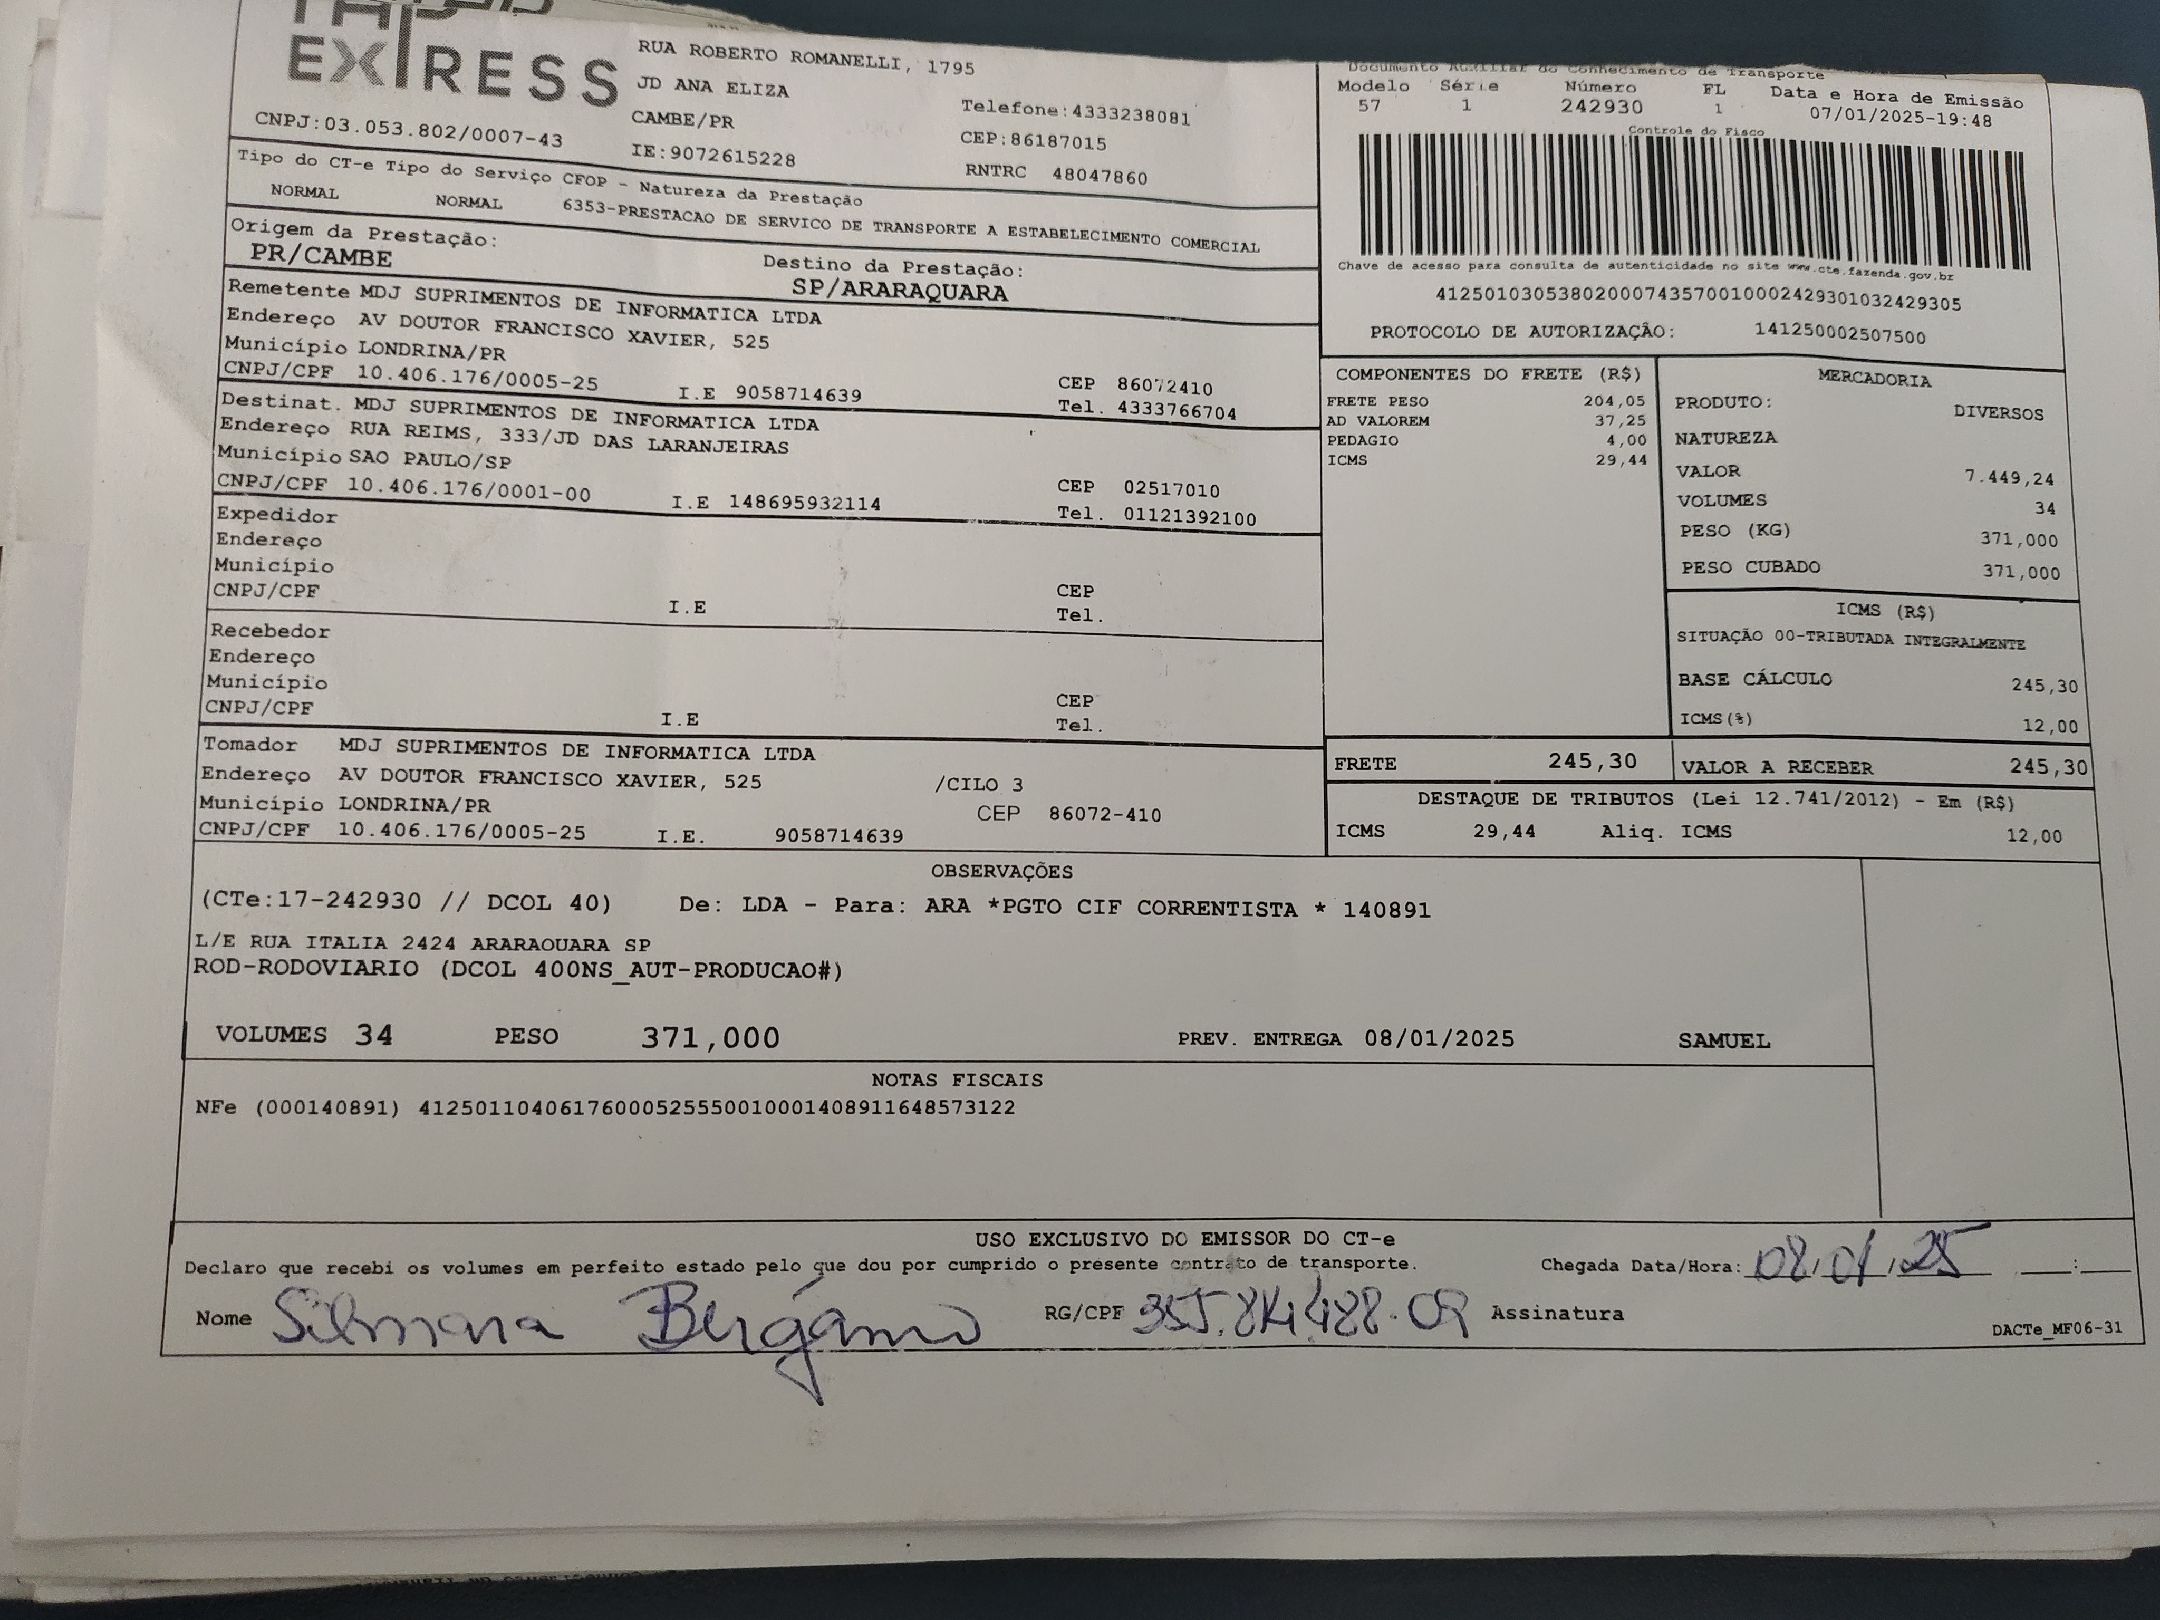 EXPRESS
RUA ROBERTO ROMANELLI, 1795
JD ANA ELIZA
CAMBE/PR
IE:9072615228
Telefone:4333238081
CEP:86187015
RNTRC 48047860
CNPJ:03.053.802/0007-43
Documento Auxiliar do Conhecimento de Transporte
Modelo Série Número FL Data e Hora de Emissão
57 1 242930 1 07/01/2025-19:48
Controle do Fisco
Chave de acesso para consulta de autenticidade no site www.cte.fazenda.gov.br
41250103053802000743570010002429301032429305
PROTOCOLO DE AUTORIZAÇÃO: 141250002507500
Tipo do CT-e Tipo do Serviço CFOP - Natureza da Prestação
NORMAL NORMAL 6353-PRESTACAO DE SERVICO DE TRANSPORTE A ESTABELECIMENTO COMERCIAL
Origem da Prestação: Destino da Prestação:
PR/CAMBE SP/ARARAQUARA
Remetente MDJ SUPRIMENTOS DE INFORMATICA LTDA
Endereço AV DOUTOR FRANCISCO XAVIER, 525
Município LONDRINA/PR CEP 86072410
CNPJ/CPF 10.406.176/0005-25 I.E 9058714639 Tel. 4333766704
Destinat. MDJ SUPRIMENTOS DE INFORMATICA LTDA
Endereço RUA REIMS, 333/JD DAS LARANJEIRAS
Município SAO PAULO/SP CEP 02517010
CNPJ/CPF 10.406.176/0001-00 I.E 148695932114 Tel. 01121392100
Expedidor
Endereço
Município CEP
CNPJ/CPF I.E Tel.
Recebedor
Endereço
Município CEP
CNPJ/CPF I.E Tel.
Tomador MDJ SUPRIMENTOS DE INFORMATICA LTDA
Endereço AV DOUTOR FRANCISCO XAVIER, 525 /CILO 3
Município LONDRINA/PR CEP 86072-410
CNPJ/CPF 10.406.176/0005-25 I.E. 9058714639
COMPONENTES DO FRETE (R$)
FRETE PESO 204,05
AD VALOREM 37,25
PEDAGIO 4,00
ICMS 29,44
MERCADORIA
PRODUTO: DIVERSOS
NATUREZA
VALOR 7.449,24
VOLUMES 34
PESO (KG) 371,000
PESO CUBADO 371,000
ICMS (R$)
SITUAÇÃO 00-TRIBUTADA INTEGRALMENTE
BASE CÁLCULO 245,30
ICMS(%) 12,00
FRETE 245,30 VALOR A RECEBER 245,30
DESTAQUE DE TRIBUTOS (Lei 12.741/2012) - Em (R$)
ICMS 29,44 Aliq. ICMS 12,00
OBSERVAÇÕES
(CTe:17-242930 // DCOL 40) De: LDA - Para: ARA *PGTO CIF CORRENTISTA * 140891
L/E RUA ITALIA 2424 ARARAQUARA SP
ROD-RODOVIARIO (DCOL 400NS_AUT-PRODUCAO#)
VOLUMES 34 PESO 371,000 PREV. ENTREGA 08/01/2025 SAMUEL
NOTAS FISCAIS
NFe (000140891) 41250110406176000525550010001408911648573122
USO EXCLUSIVO DO EMISSOR DO CT-e
Declaro que recebi os volumes em perfeito estado pelo que dou por cumprido o presente contrato de transporte. Chegada Data/Hora: 08/01/25 :
Nome Silmara Bergamo RG/CPF Assinatura
DACTe_MF06-31